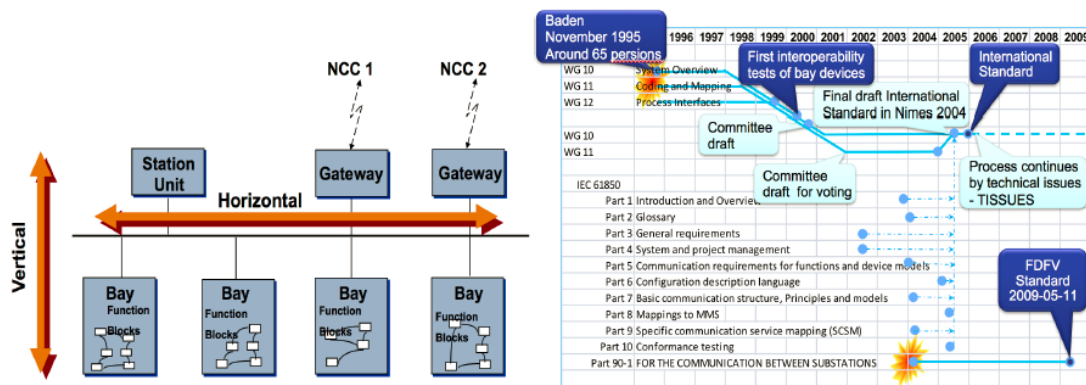 NCC 1
NCC 2
Station
Unit
Gateway
Gateway
Horizontal
Vertical
Bay
Function
Blocks
Bay
Function
Blocks
Bay
Function
Blocks
Bay
Function
Blocks
Baden
November 1995
Around 65 persions
1996 1997 1998 1999 2000 2001 2002 2003 2004 2005 2006 2007 2008 2009
First interoperability
tests of bay devices
International
Standard
WG 10 System Overview
WG 11 Coding and Mapping
WG 12 Process Interfaces
Final draft International
Standard in Nimes 2004
Committee
draft
WG 10
WG 11
Committee
draft for voting
Process continues
by technical issues
- TISSUES
IEC 61850
Part 1 Introduction and Overview
Part 2 Glossary
Part 3 General requirements
Part 4 System and project management
Part 5 Communication requirements for functions and device models
Part 6 Configuration description language
Part 7 Basic communication structure, Principles and models
Part 8 Mappings to MMS
Part 9 Specific communication service mapping (SCSM)
Part 10 Conformance testing
Part 90-1 FOR THE COMMUNICATION BETWEEN SUBSTATIONS
FDFV
Standard
2009-05-11